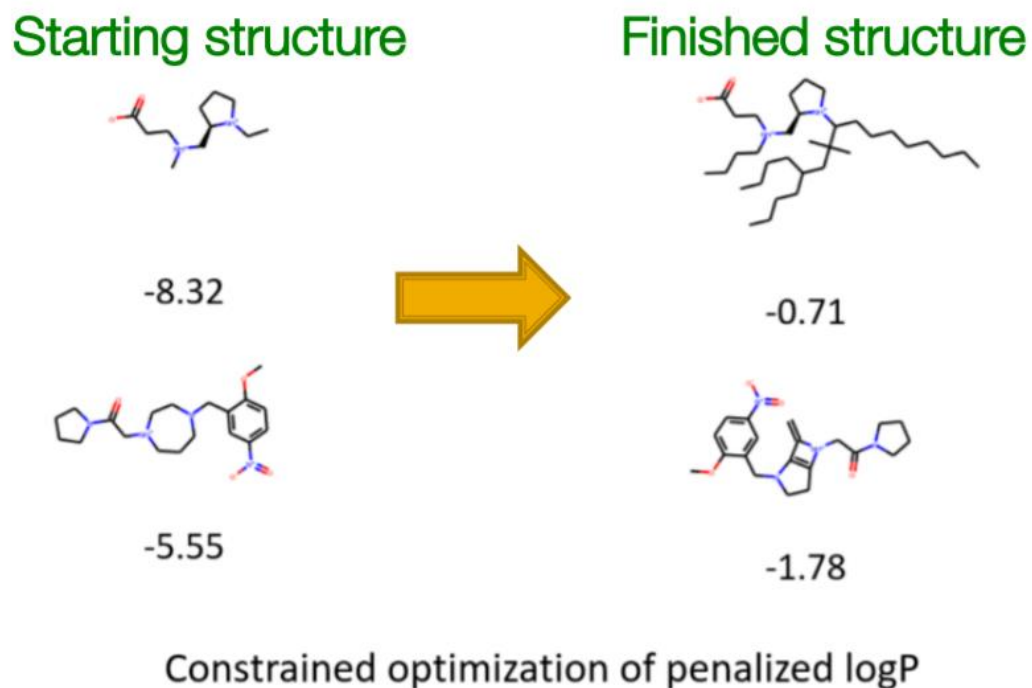 Starting structure
Finished structure
-8.32
-0.71
-5.55
-1.78
Constrained optimization of penalized logP